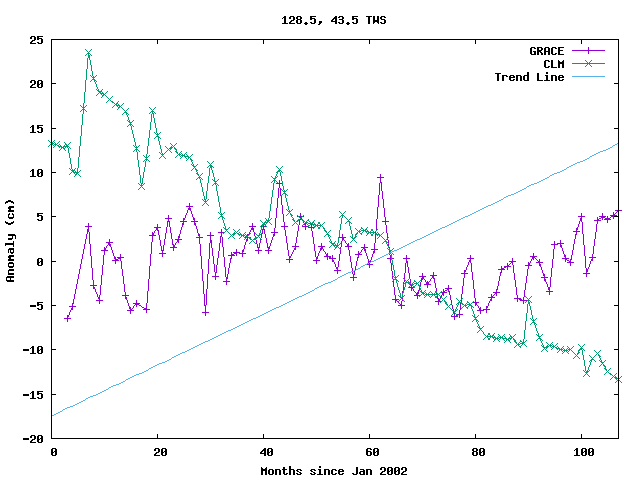 128.5, 43.5 TWS
GRACE
CLM
Trend Line
25
20
15
10
5
0
-5
-10
-15
-20
Anomaly (cm)
0 20 40 60 80 100
Months since Jan 2002